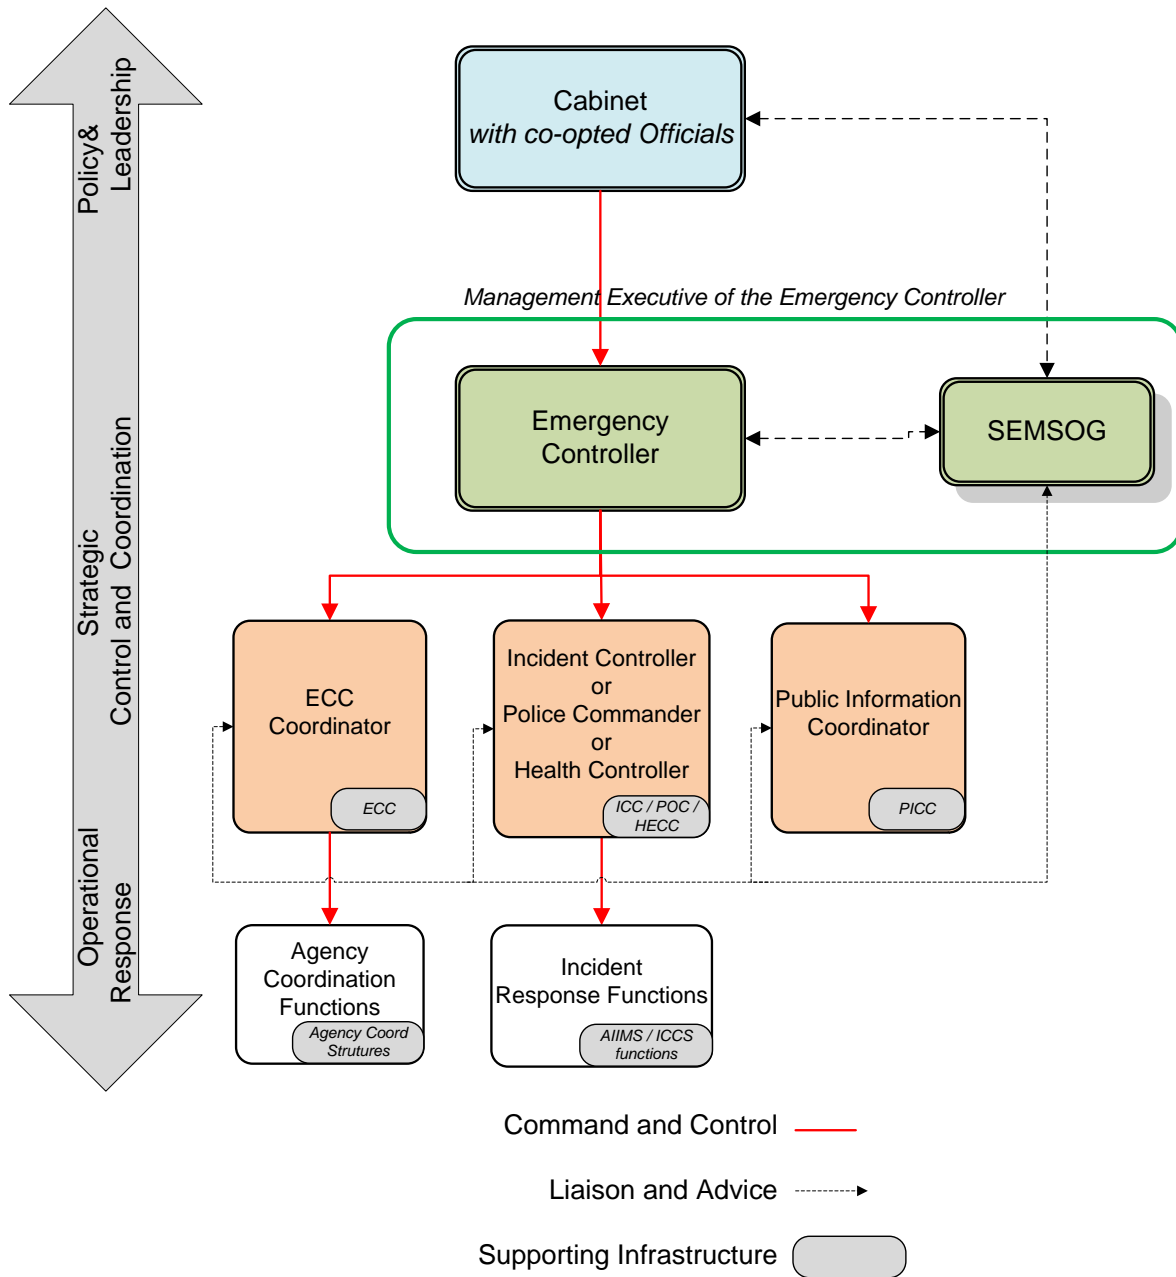 Policy&
Leadership
Strategic
Control and Coordination
Operational
Response
Cabinet
with co-opted Officials
Management Executive of the Emergency Controller
Emergency
Controller
SEMSOG
ECC
Coordinator
ECC
Incident Controller
or
Police Commander
or
Health Controller
ICC / POC /
HECC
Public Information
Coordinator
PICC
Agency
Coordination
Functions
Agency Coord
Strutures
Incident
Response Functions
AIIMS / ICCS
functions
Command and Control
Liaison and Advice
Supporting Infrastructure